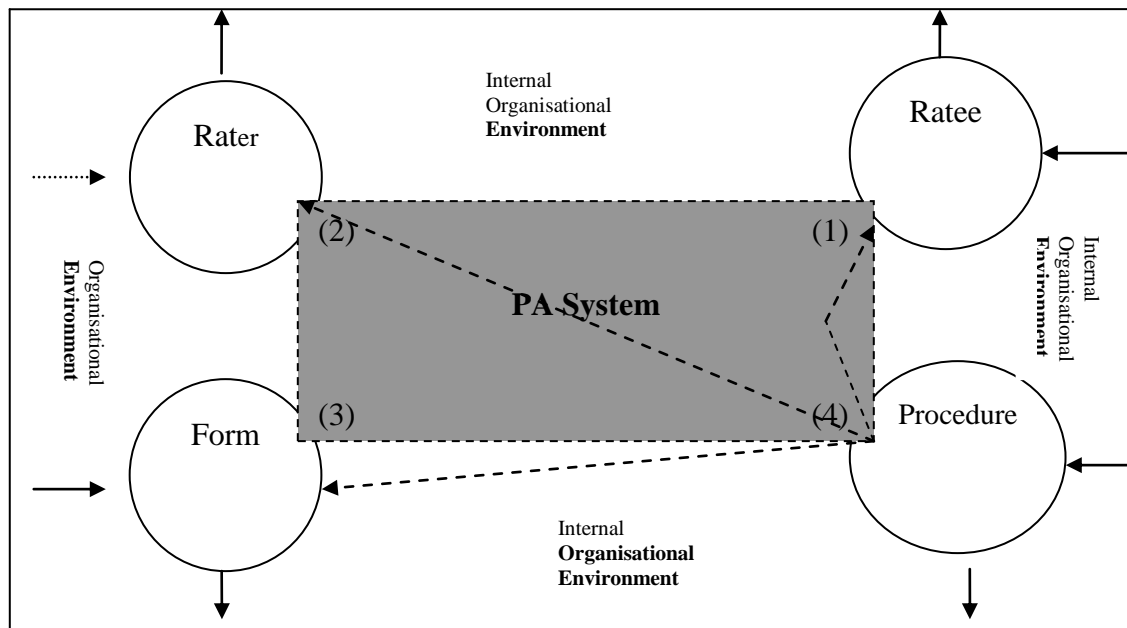 Internal
Organisational
Environment
Rater
Ratee
(2)
(1)
PA System
Organisational
Environment
Internal
Organisational
Environment
(3)
(4)
Form
Procedure
Internal
Organisational
Environment